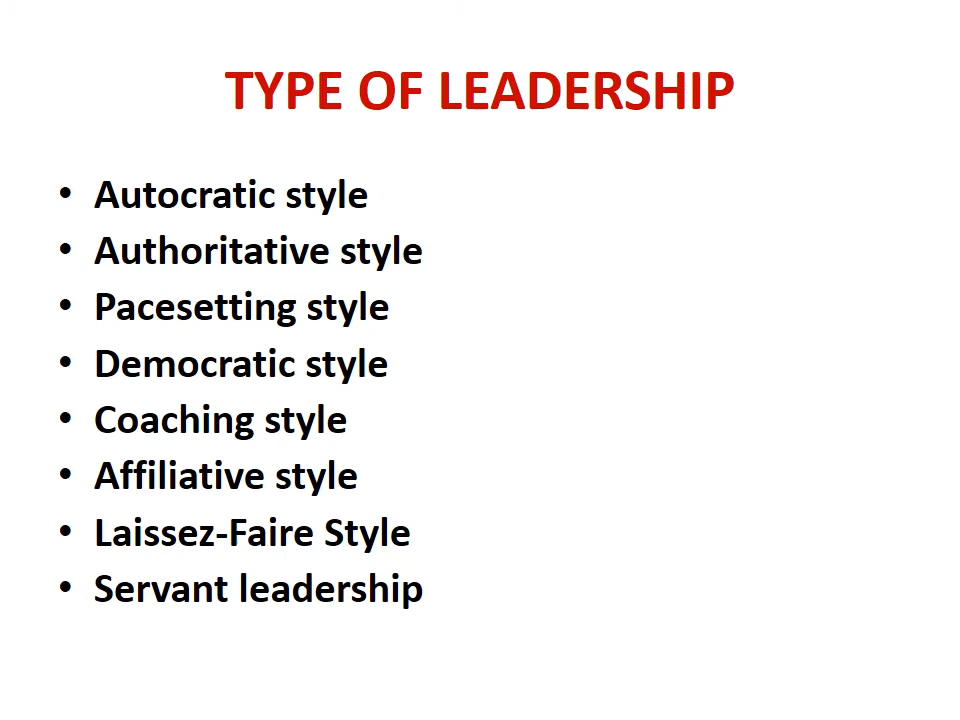 TYPE OF LEADERSHIP
• Autocratic style
• Authoritative style
• Pacesetting style
• Democratic style
• Coaching style
• Affiliative style
• Laissez-Faire Style
• Servant leadership